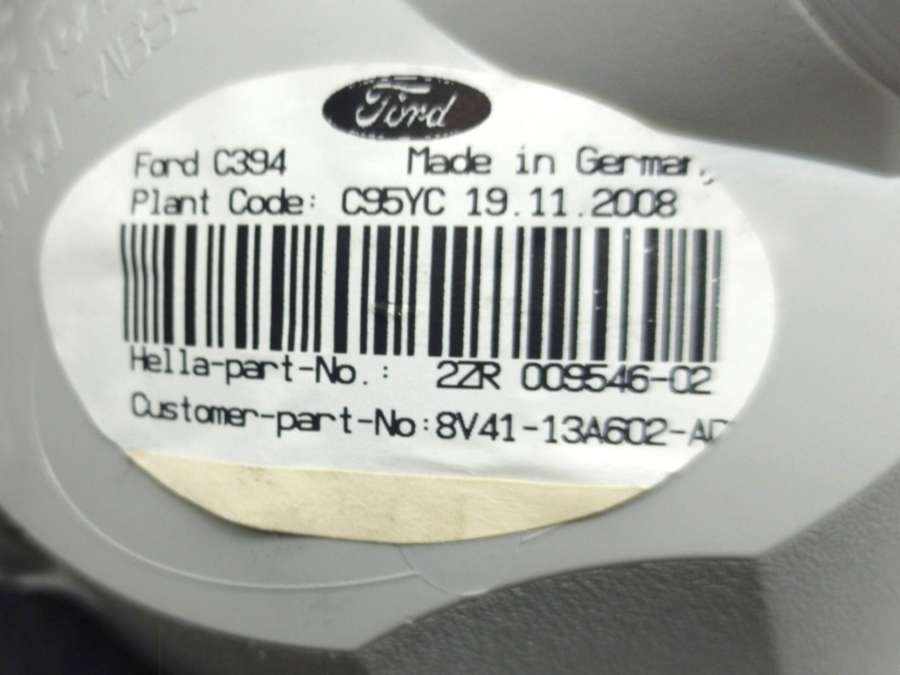 Ford
Ford C394 Made in Germany
Plant Code: C95YC 19.11.2008
Hella-part-No.: 2ZR 009546-02
Customer-part-No: 8V41-13A602-AD